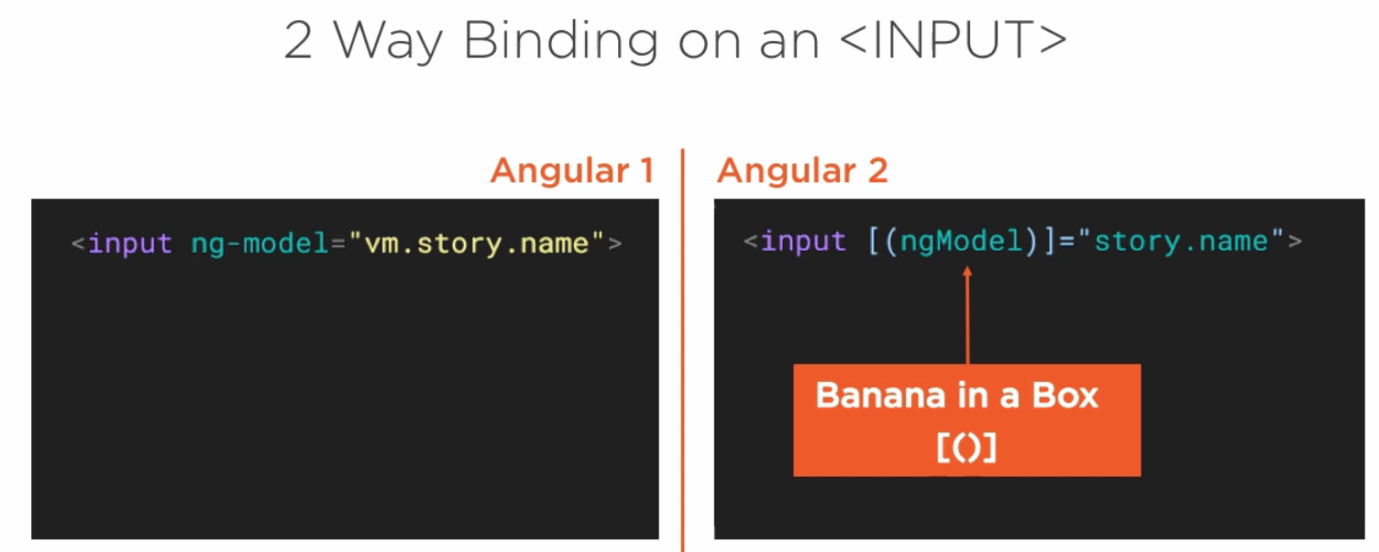 2 Way Binding on an <INPUT>
Angular 1
<input ng-model="vm.story.name">
Angular 2
<input [(ngModel)]="story.name">
Banana in a Box
[()]